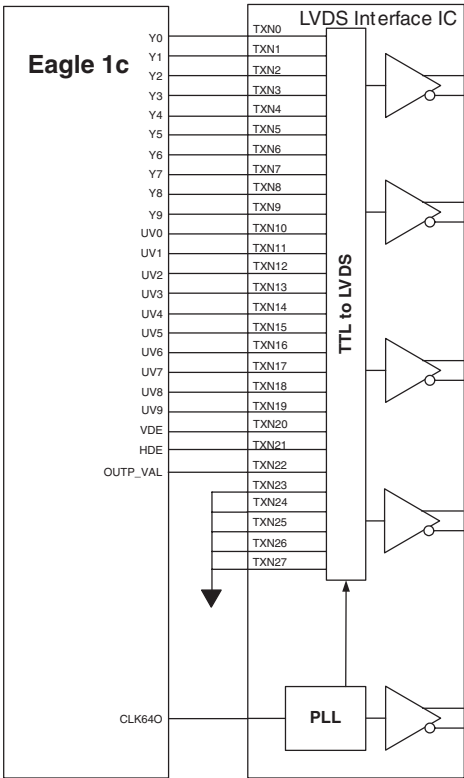 LVDS Interface IC
Eagle 1c
Y0 TXN0
Y1 TXN1
Y2 TXN2
Y3 TXN3
Y4 TXN4
Y5 TXN5
Y6 TXN6
Y7 TXN7
Y8 TXN8
Y9 TXN9
UV0 TXN10
UV1 TXN11
UV2 TXN12
UV3 TXN13
UV4 TXN14
UV5 TXN15
UV6 TXN16
UV7 TXN17
UV8 TXN18
UV9 TXN19
VDE TXN20
HDE TXN21
OUTP_VAL TXN22
TXN23
TXN24
TXN25
TXN26
TXN27
TTL to LVDS
CLK64O
PLL